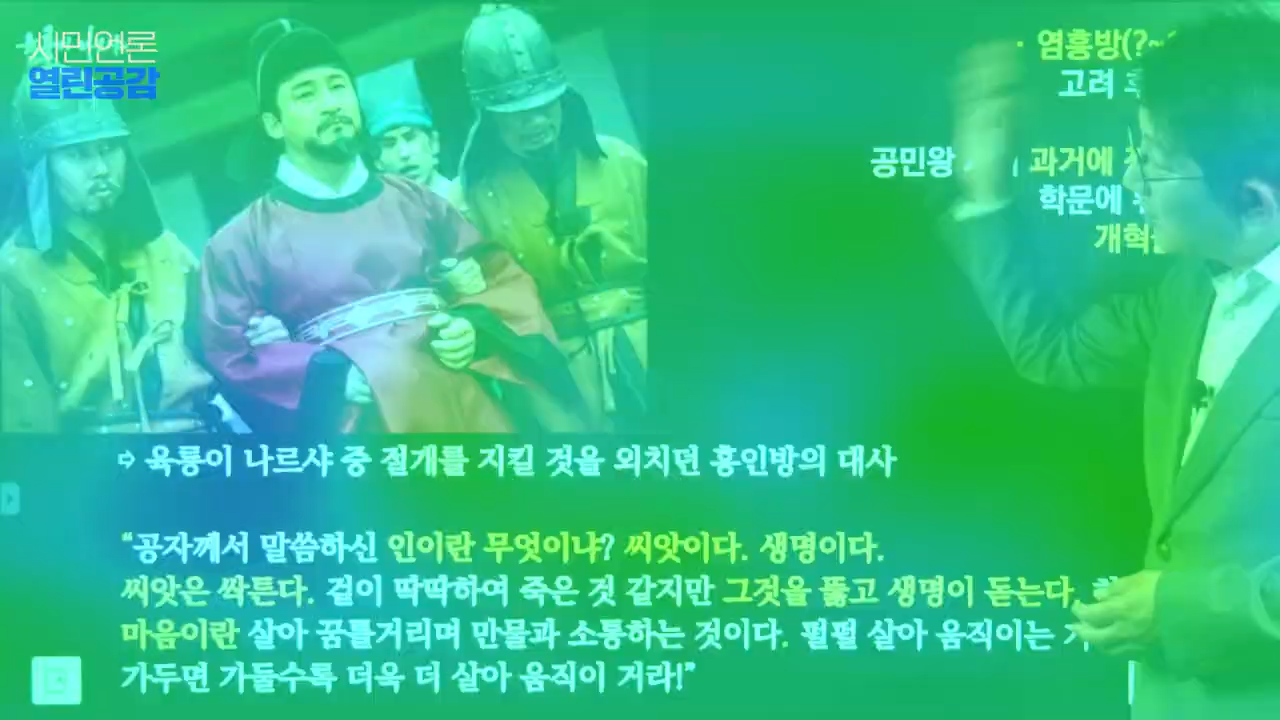 시민언론
열린공감
· 염흥방(?~
고려
공민왕
과거에
학문에
개혁
⇨ 육룡이 나르샤 중 절개를 지킬 것을 외치던 홍인방의 대사
“공자께서 말씀하신 인이란 무엇이냐? 씨앗이다. 생명이다.
씨앗은 싹튼다. 겉이 딱딱하여 죽은 것 같지만 그것을 뚫고 생명이 돋는다.
마음이란 살아 꿈틀거리며 만물과 소통하는 것이다. 펄펄 살아 움직이는
가두면 가둘수록 더욱 더 살아 움직이 거라!”